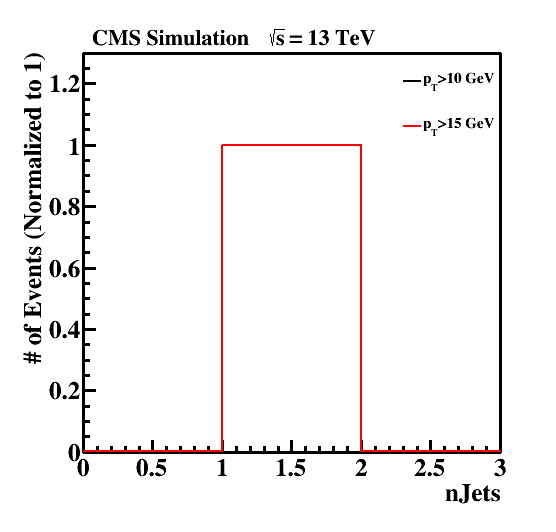 CMS Simulation √s = 13 TeV
p_T>10 GeV
p_T>15 GeV
# of Events (Normalized to 1)
1.2
1
0.8
0.6
0.4
0.2
0
0 0.5 1 1.5 2 2.5 3
nJets